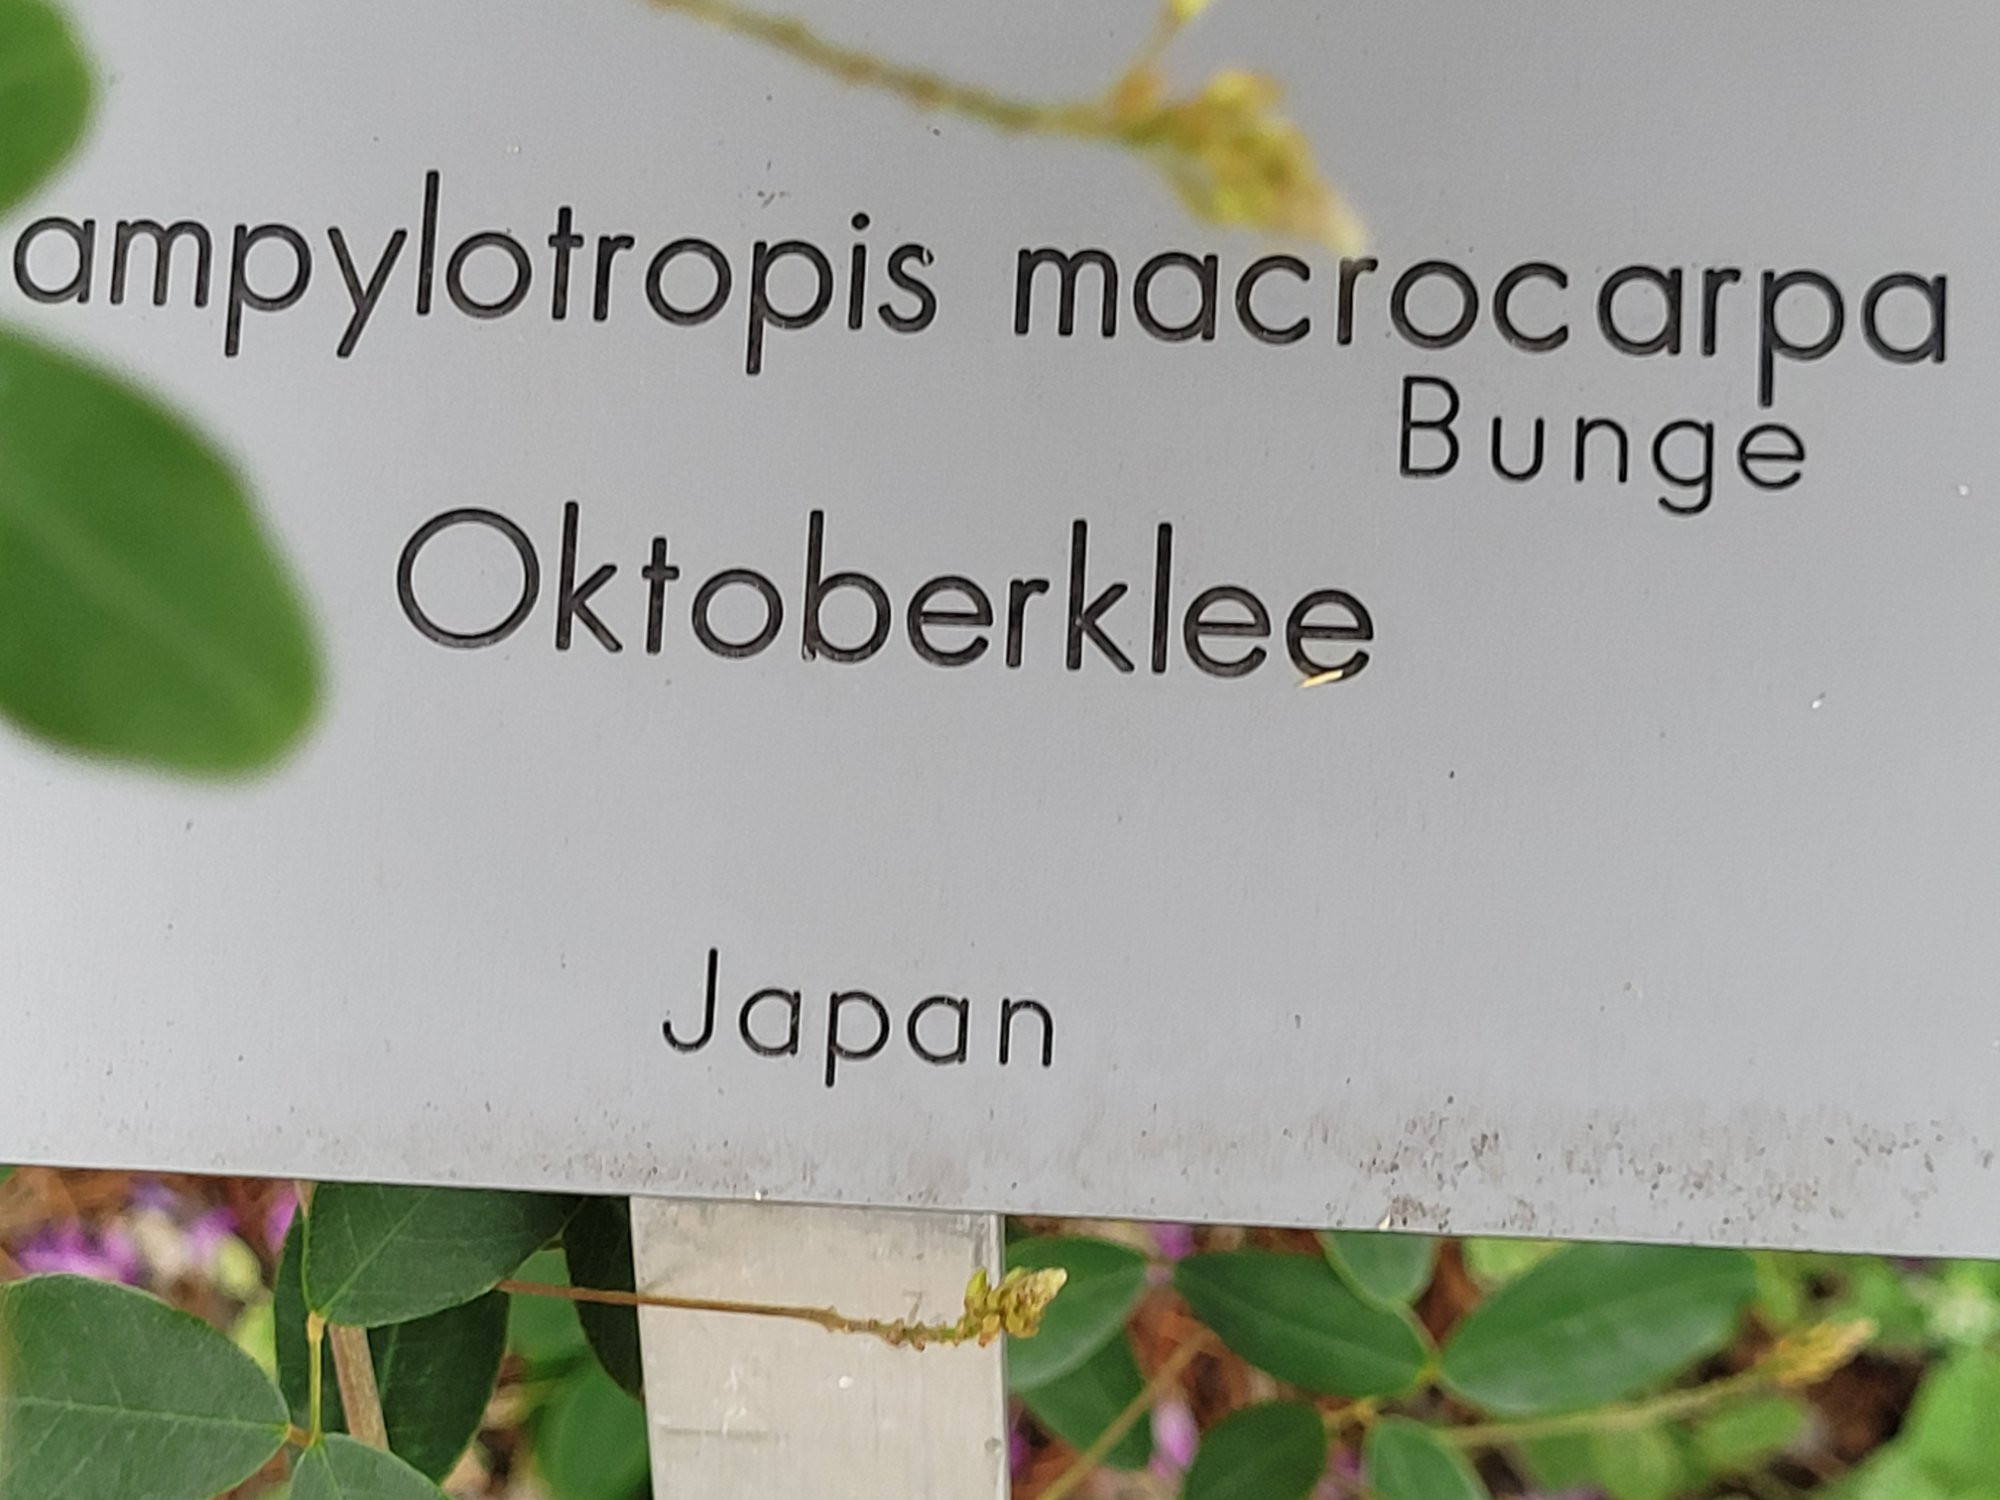 ampylotropis macrocarpa
Bunge
Oktoberklee
Japan